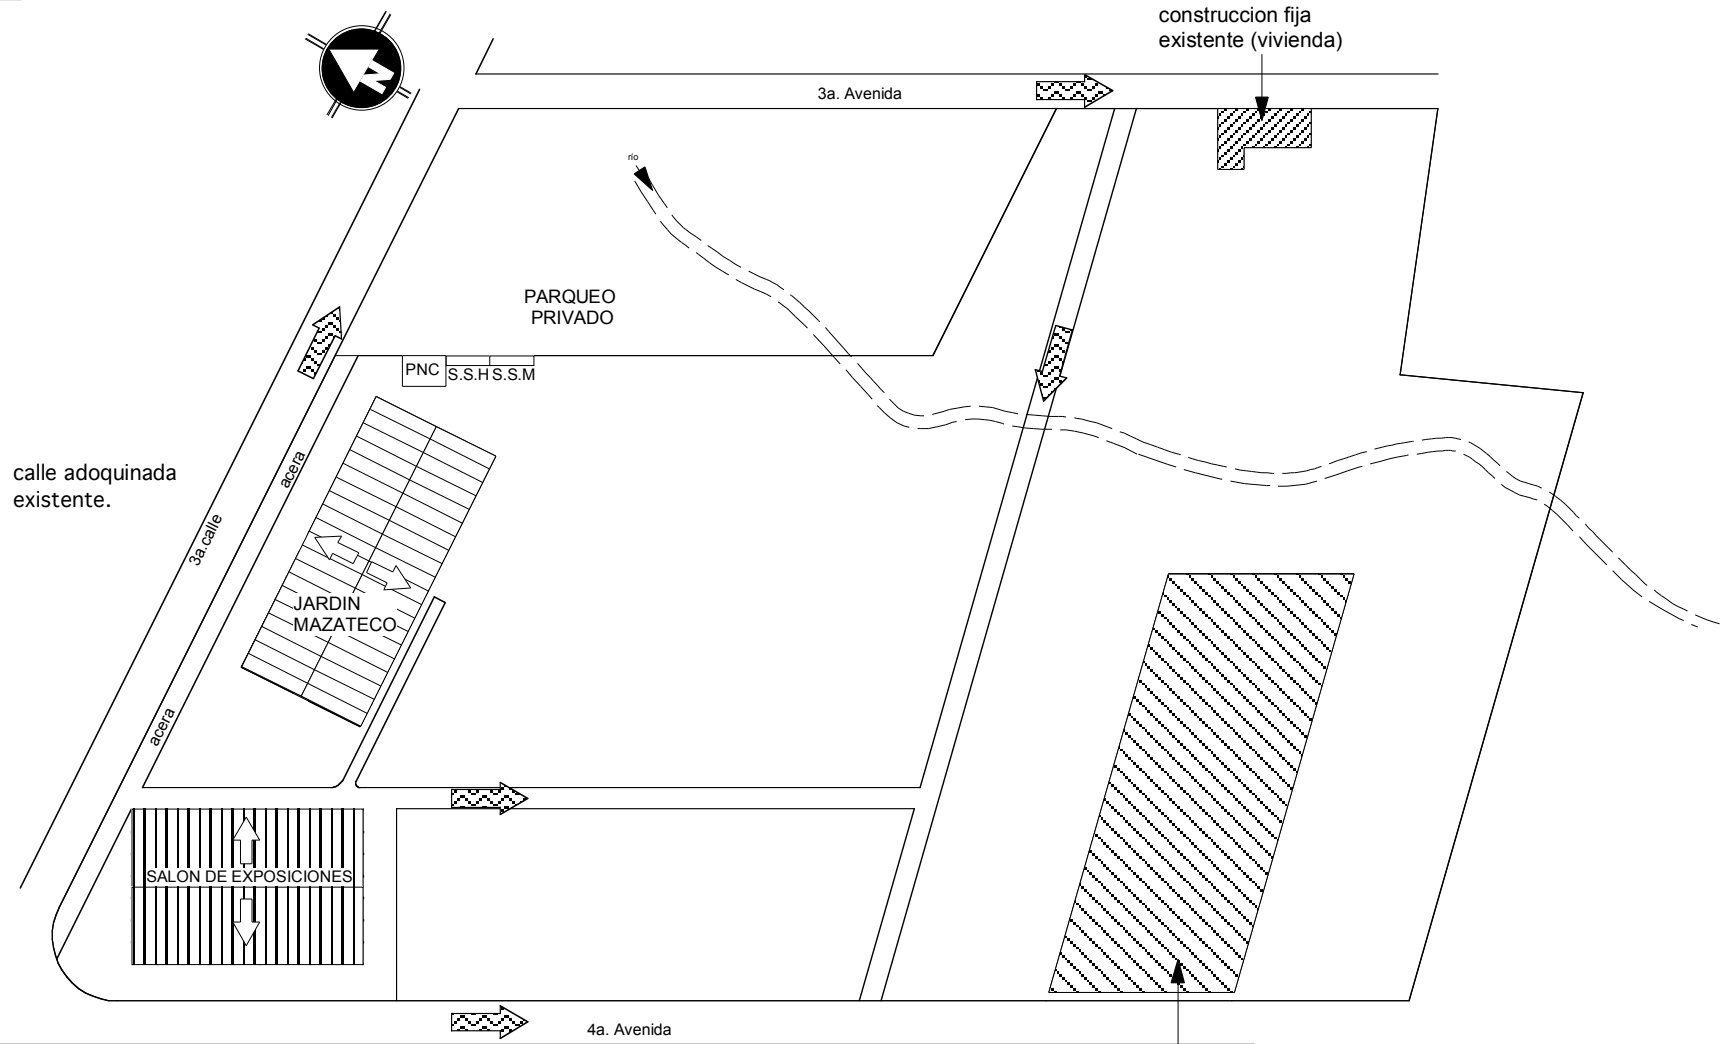 construccion fija
existente (vivienda)
N
3a. Avenida
río
PARQUEO
PRIVADO
PNC
S.S.H
S.S.M
acera
calle adoquinada
existente.
3a.calle
JARDIN
MAZATECO
acera
SALON DE EXPOSICIONES
4a. Avenida